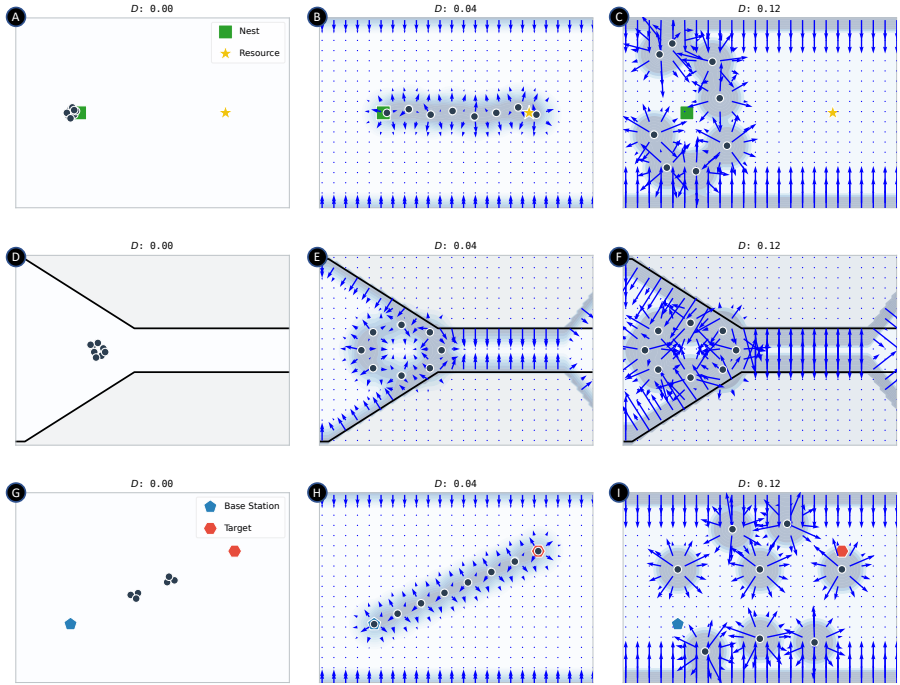 A
D: 0.00
Nest
Resource
B
D: 0.04
C
D: 0.12
D
D: 0.00
E
D: 0.04
F
D: 0.12
G
D: 0.00
Base Station
Target
H
D: 0.04
I
D: 0.12